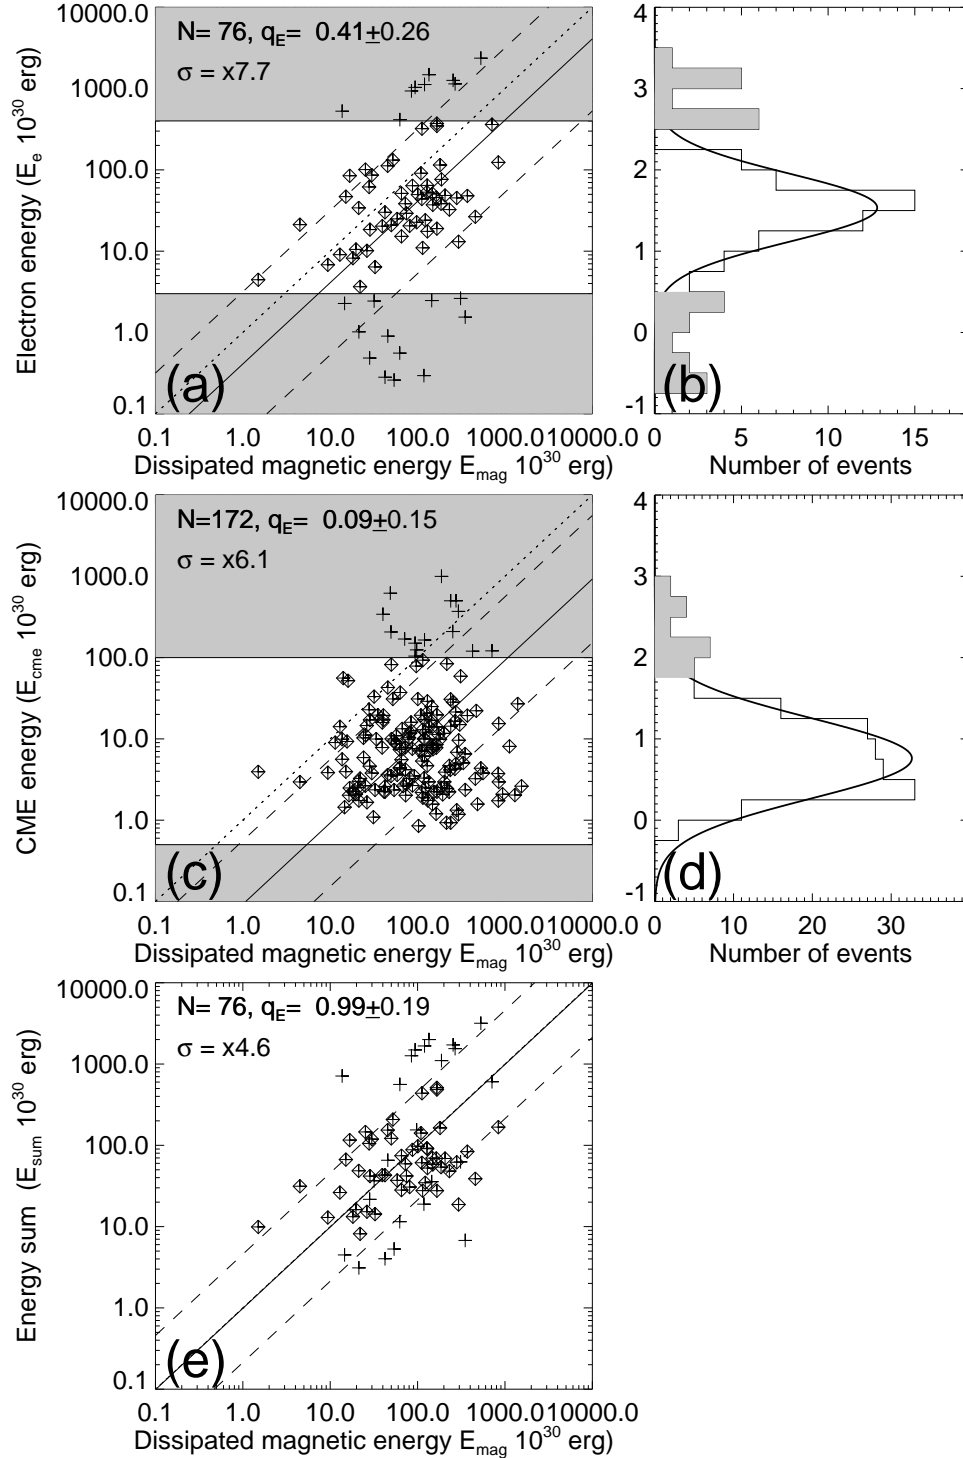 10000.0
1000.0
100.0
10.0
1.0
0.1
Electron energy (E_e 10^30 erg)
N= 76, q_E= 0.41±0.26
σ = x7.7
(a)
0.1 1.0 10.0 100.0 1000.010000.0
Dissipated magnetic energy E_mag 10^30 erg)
4
3
2
1
0
-1
(b)
0 5 10 15
Number of events
10000.0
1000.0
100.0
10.0
1.0
0.1
CME energy (E_cme 10^30 erg)
N=172, q_E= 0.09±0.15
σ = x6.1
(c)
0.1 1.0 10.0 100.0 1000.010000.0
Dissipated magnetic energy E_mag 10^30 erg)
4
3
2
1
0
-1
(d)
0 10 20 30
Number of events
10000.0
1000.0
100.0
10.0
1.0
0.1
Energy sum (E_sum 10^30 erg)
N= 76, q_E= 0.99±0.19
σ = x4.6
(e)
0.1 1.0 10.0 100.0 1000.010000.0
Dissipated magnetic energy E_mag 10^30 erg)